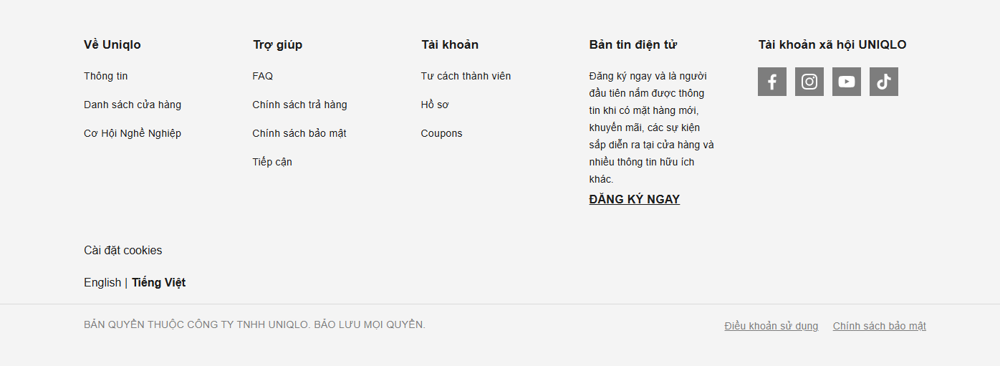 Về Uniqlo
Thông tin
Danh sách cửa hàng
Cơ Hội Nghề Nghiệp
Trợ giúp
FAQ
Chính sách trả hàng
Chính sách bảo mật
Tiếp cận
Tài khoản
Tư cách thành viên
Hồ sơ
Coupons
Bản tin điện tử
Đăng ký ngay và là người
đầu tiên nắm được thông
tin khi có mặt hàng mới,
khuyến mãi, các sự kiện
sắp diễn ra tại cửa hàng và
nhiều thông tin hữu ích
khác.
ĐĂNG KÝ NGAY
Tài khoản xã hội UNIQLO
Cài đặt cookies
English | Tiếng Việt
BẢN QUYỀN THUỘC CÔNG TY TNHH UNIQLO. BẢO LƯU MỌI QUYỀN.
Điều khoản sử dụng Chính sách bảo mật